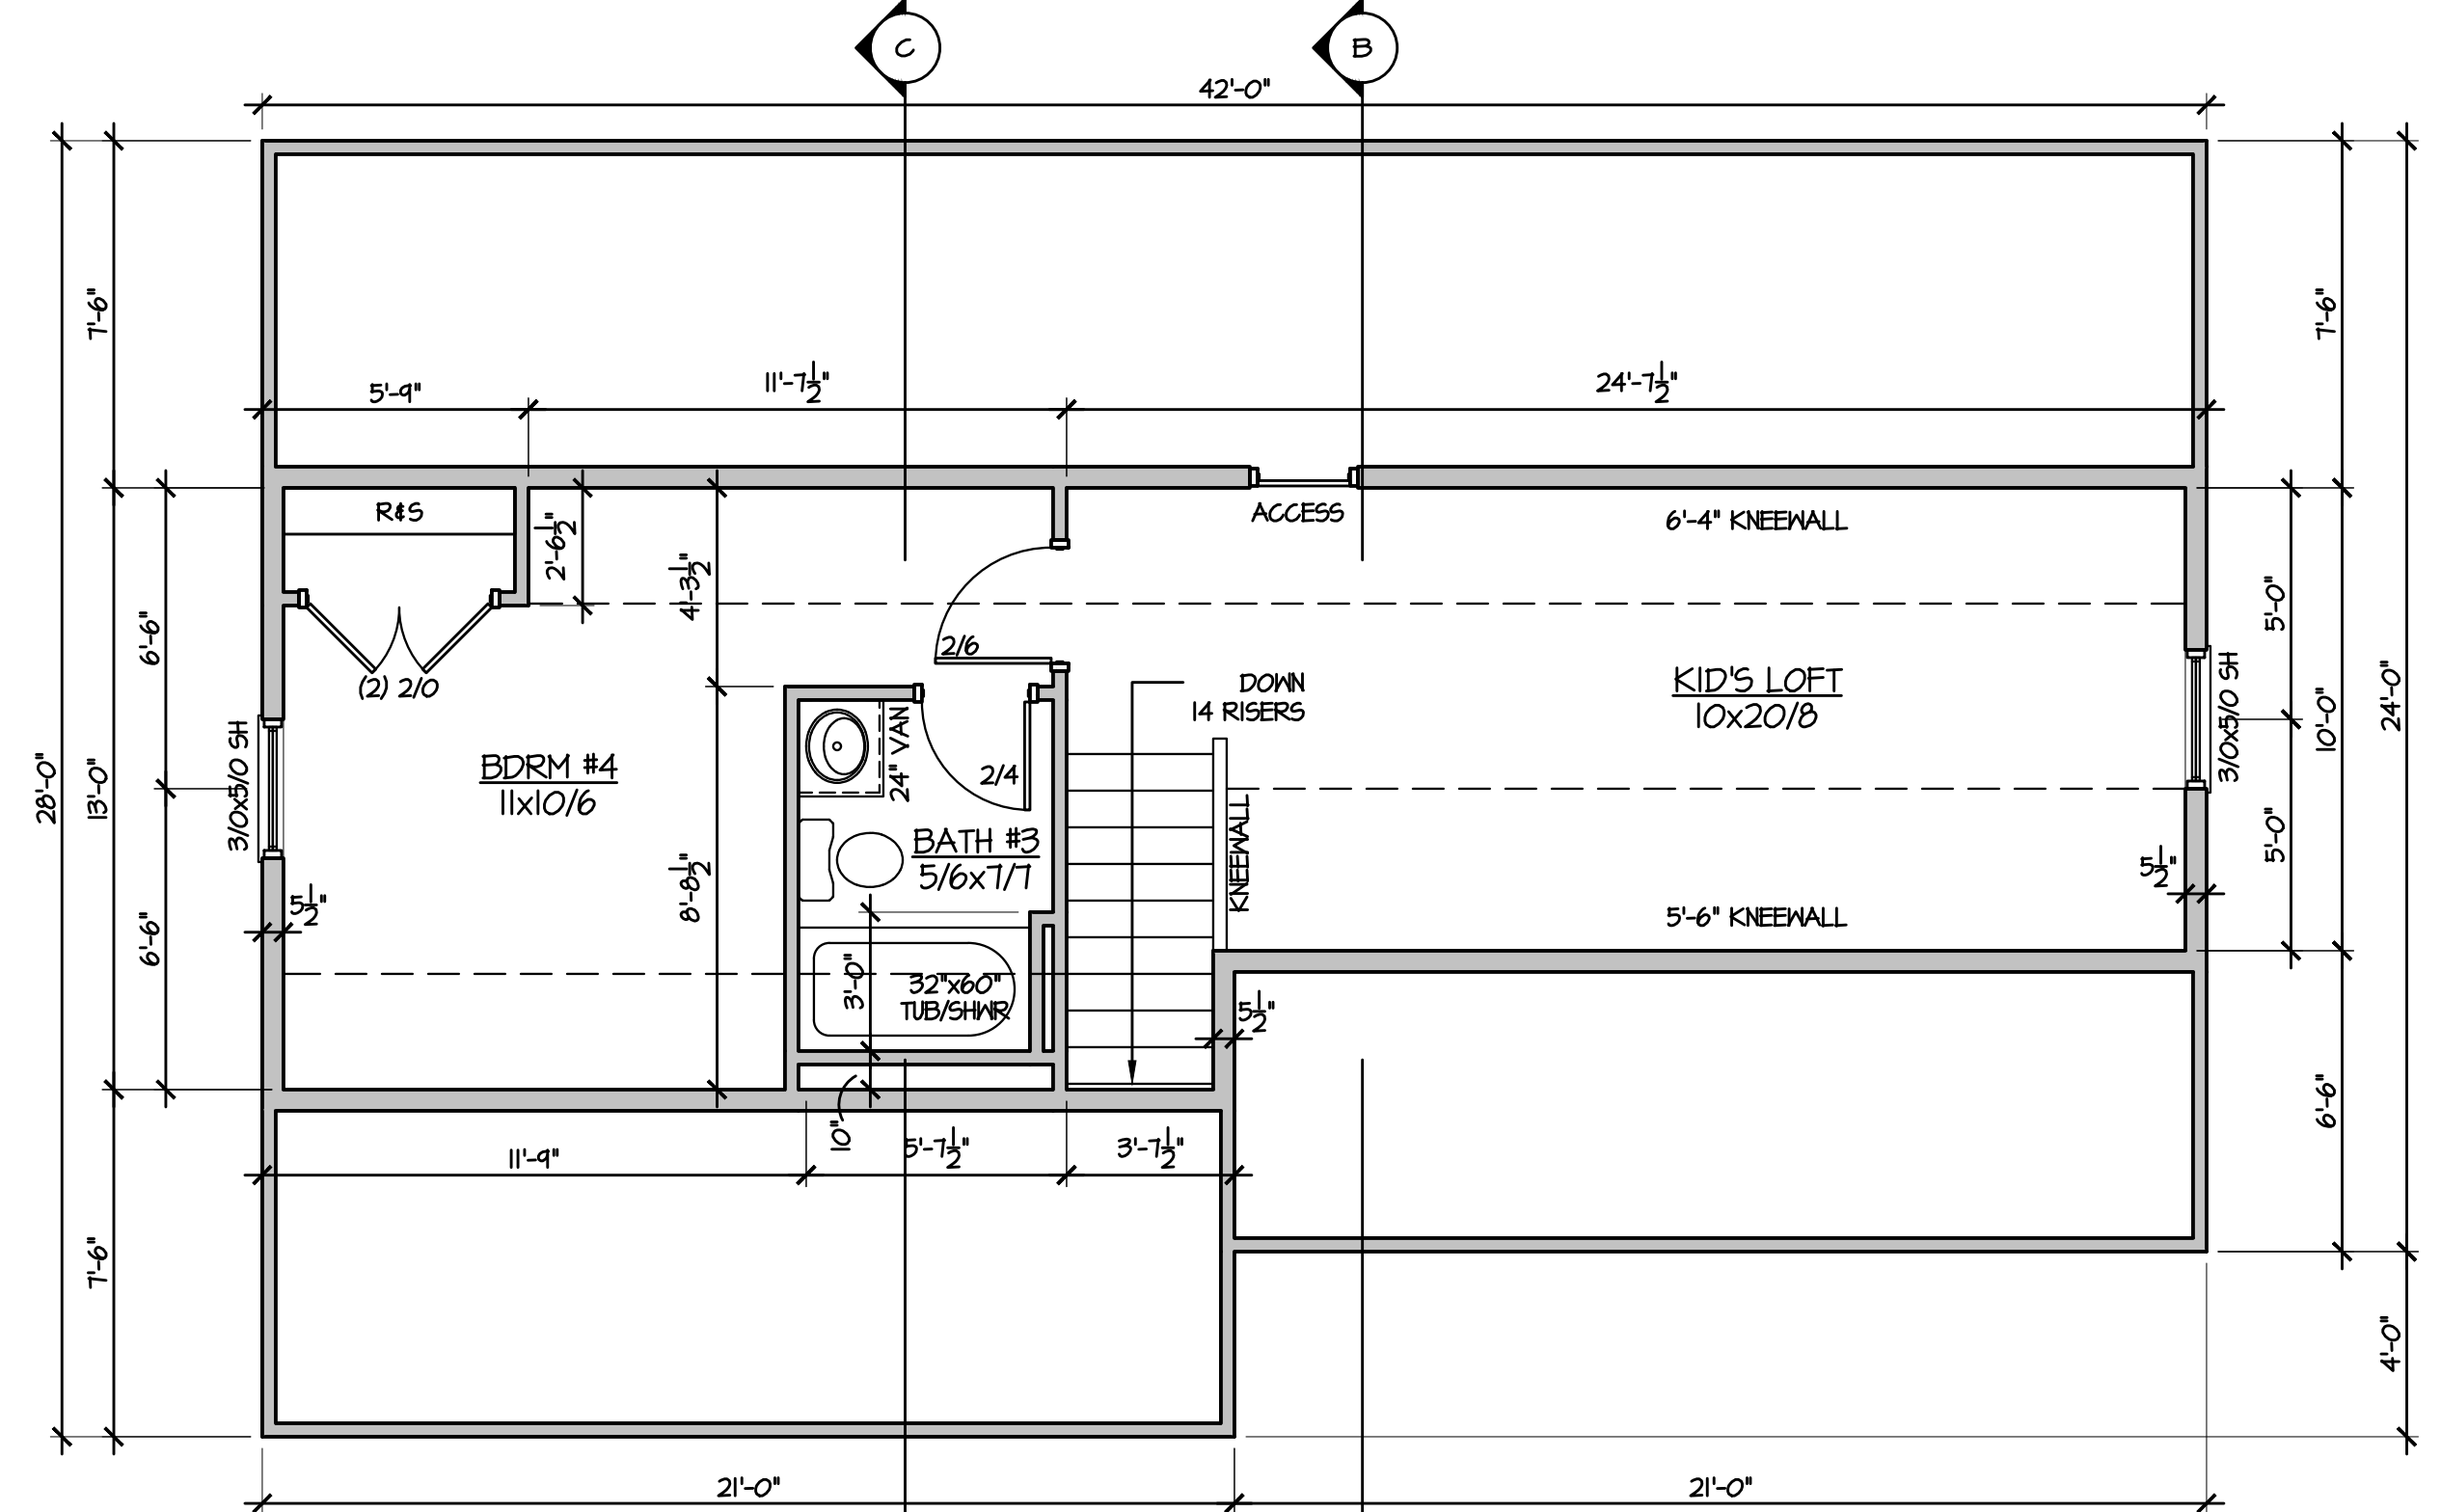 C
B
42'-0"
7'-6"
7'-6"
5'-9"
11'-7 1/2"
24'-7 1/2"
R&S
2'-6 1/2"
4'-3 1/2"
ACCESS
6'-4" KNEEWALL
5'-0"
6'-6"
2/6
(2) 2/0
DOWN
14 RISERS
KID'S LOFT
10x20/8
3/0x5/0 SH
10'-0"
24'-0"
28'-0"
13'-0"
3/0x5/0 SH
BDRM #4
11x10/6
24" VAN
2/4
BATH #3
5/6x7/7
KNEEWALL
5'-0"
5 1/2"
5 1/2"
8'-8 1/2"
5'-6" KNEEWALL
6'-6"
3'-0"
32"x60"
TUB/SHWR
5 1/2"
6'-6"
10"
11'-9"
5'-7 1/2"
3'-7 1/2"
7'-6"
4'-0"
21'-0"
21'-0"